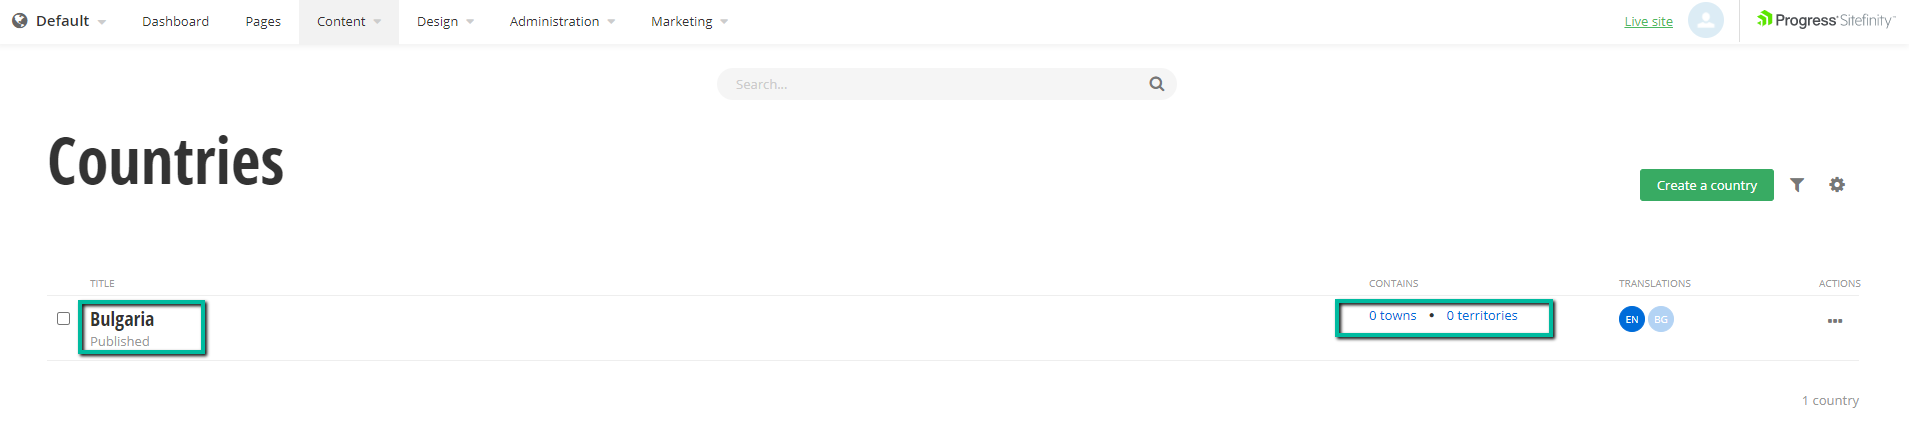 Default Dashboard Pages Content Design Administration Marketing Live site Progress Sitefinity
Search...
Countries
Create a country
TITLE CONTAINS TRANSLATIONS ACTIONS
Bulgaria 0 towns • 0 territories EN BG
Published
1 country